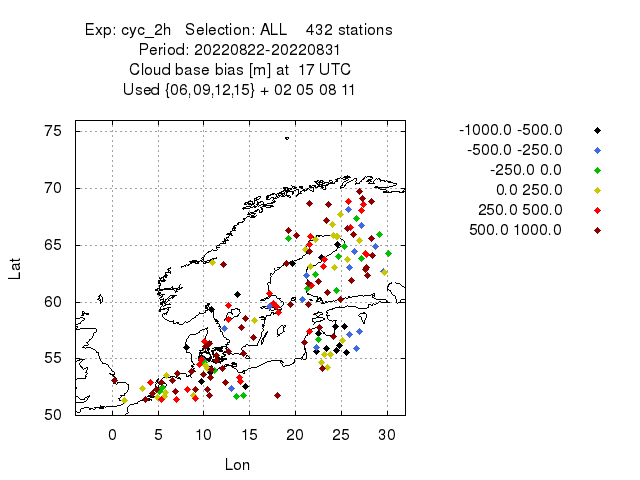 Exp: cyc_2h   Selection: ALL    432 stations
Period: 20220822-20220831
Cloud base bias [m] at  17 UTC
Used {06,09,12,15} + 02 05 08 11
-1000.0 -500.0
-500.0 -250.0
-250.0 0.0
0.0 250.0
250.0 500.0
500.0 1000.0
75
70
65
60
55
50
Lat
0 5 10 15 20 25 30
Lon